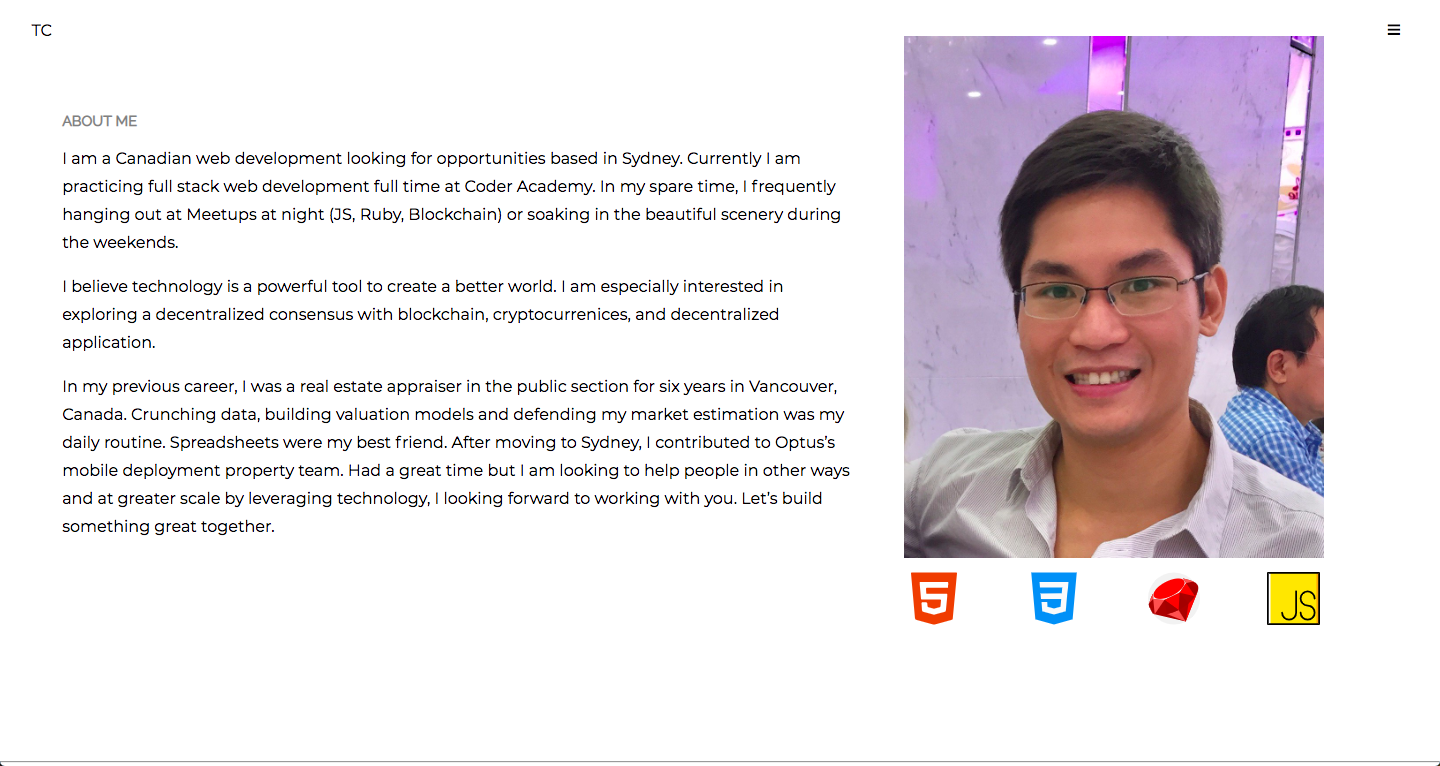 TC
ABOUT ME
I am a Canadian web development looking for opportunities based in Sydney. Currently I am
practicing full stack web development full time at Coder Academy. In my spare time, I frequently
hanging out at Meetups at night (JS, Ruby, Blockchain) or soaking in the beautiful scenery during
the weekends.
I believe technology is a powerful tool to create a better world. I am especially interested in
exploring a decentralized consensus with blockchain, cryptocurrenices, and decentralized
application.
In my previous career, I was a real estate appraiser in the public section for six years in Vancouver,
Canada. Crunching data, building valuation models and defending my market estimation was my
daily routine. Spreadsheets were my best friend. After moving to Sydney, I contributed to Optus’s
mobile deployment property team. Had a great time but I am looking to help people in other ways
and at greater scale by leveraging technology, I looking forward to working with you. Let’s build
something great together.
5
3
JS